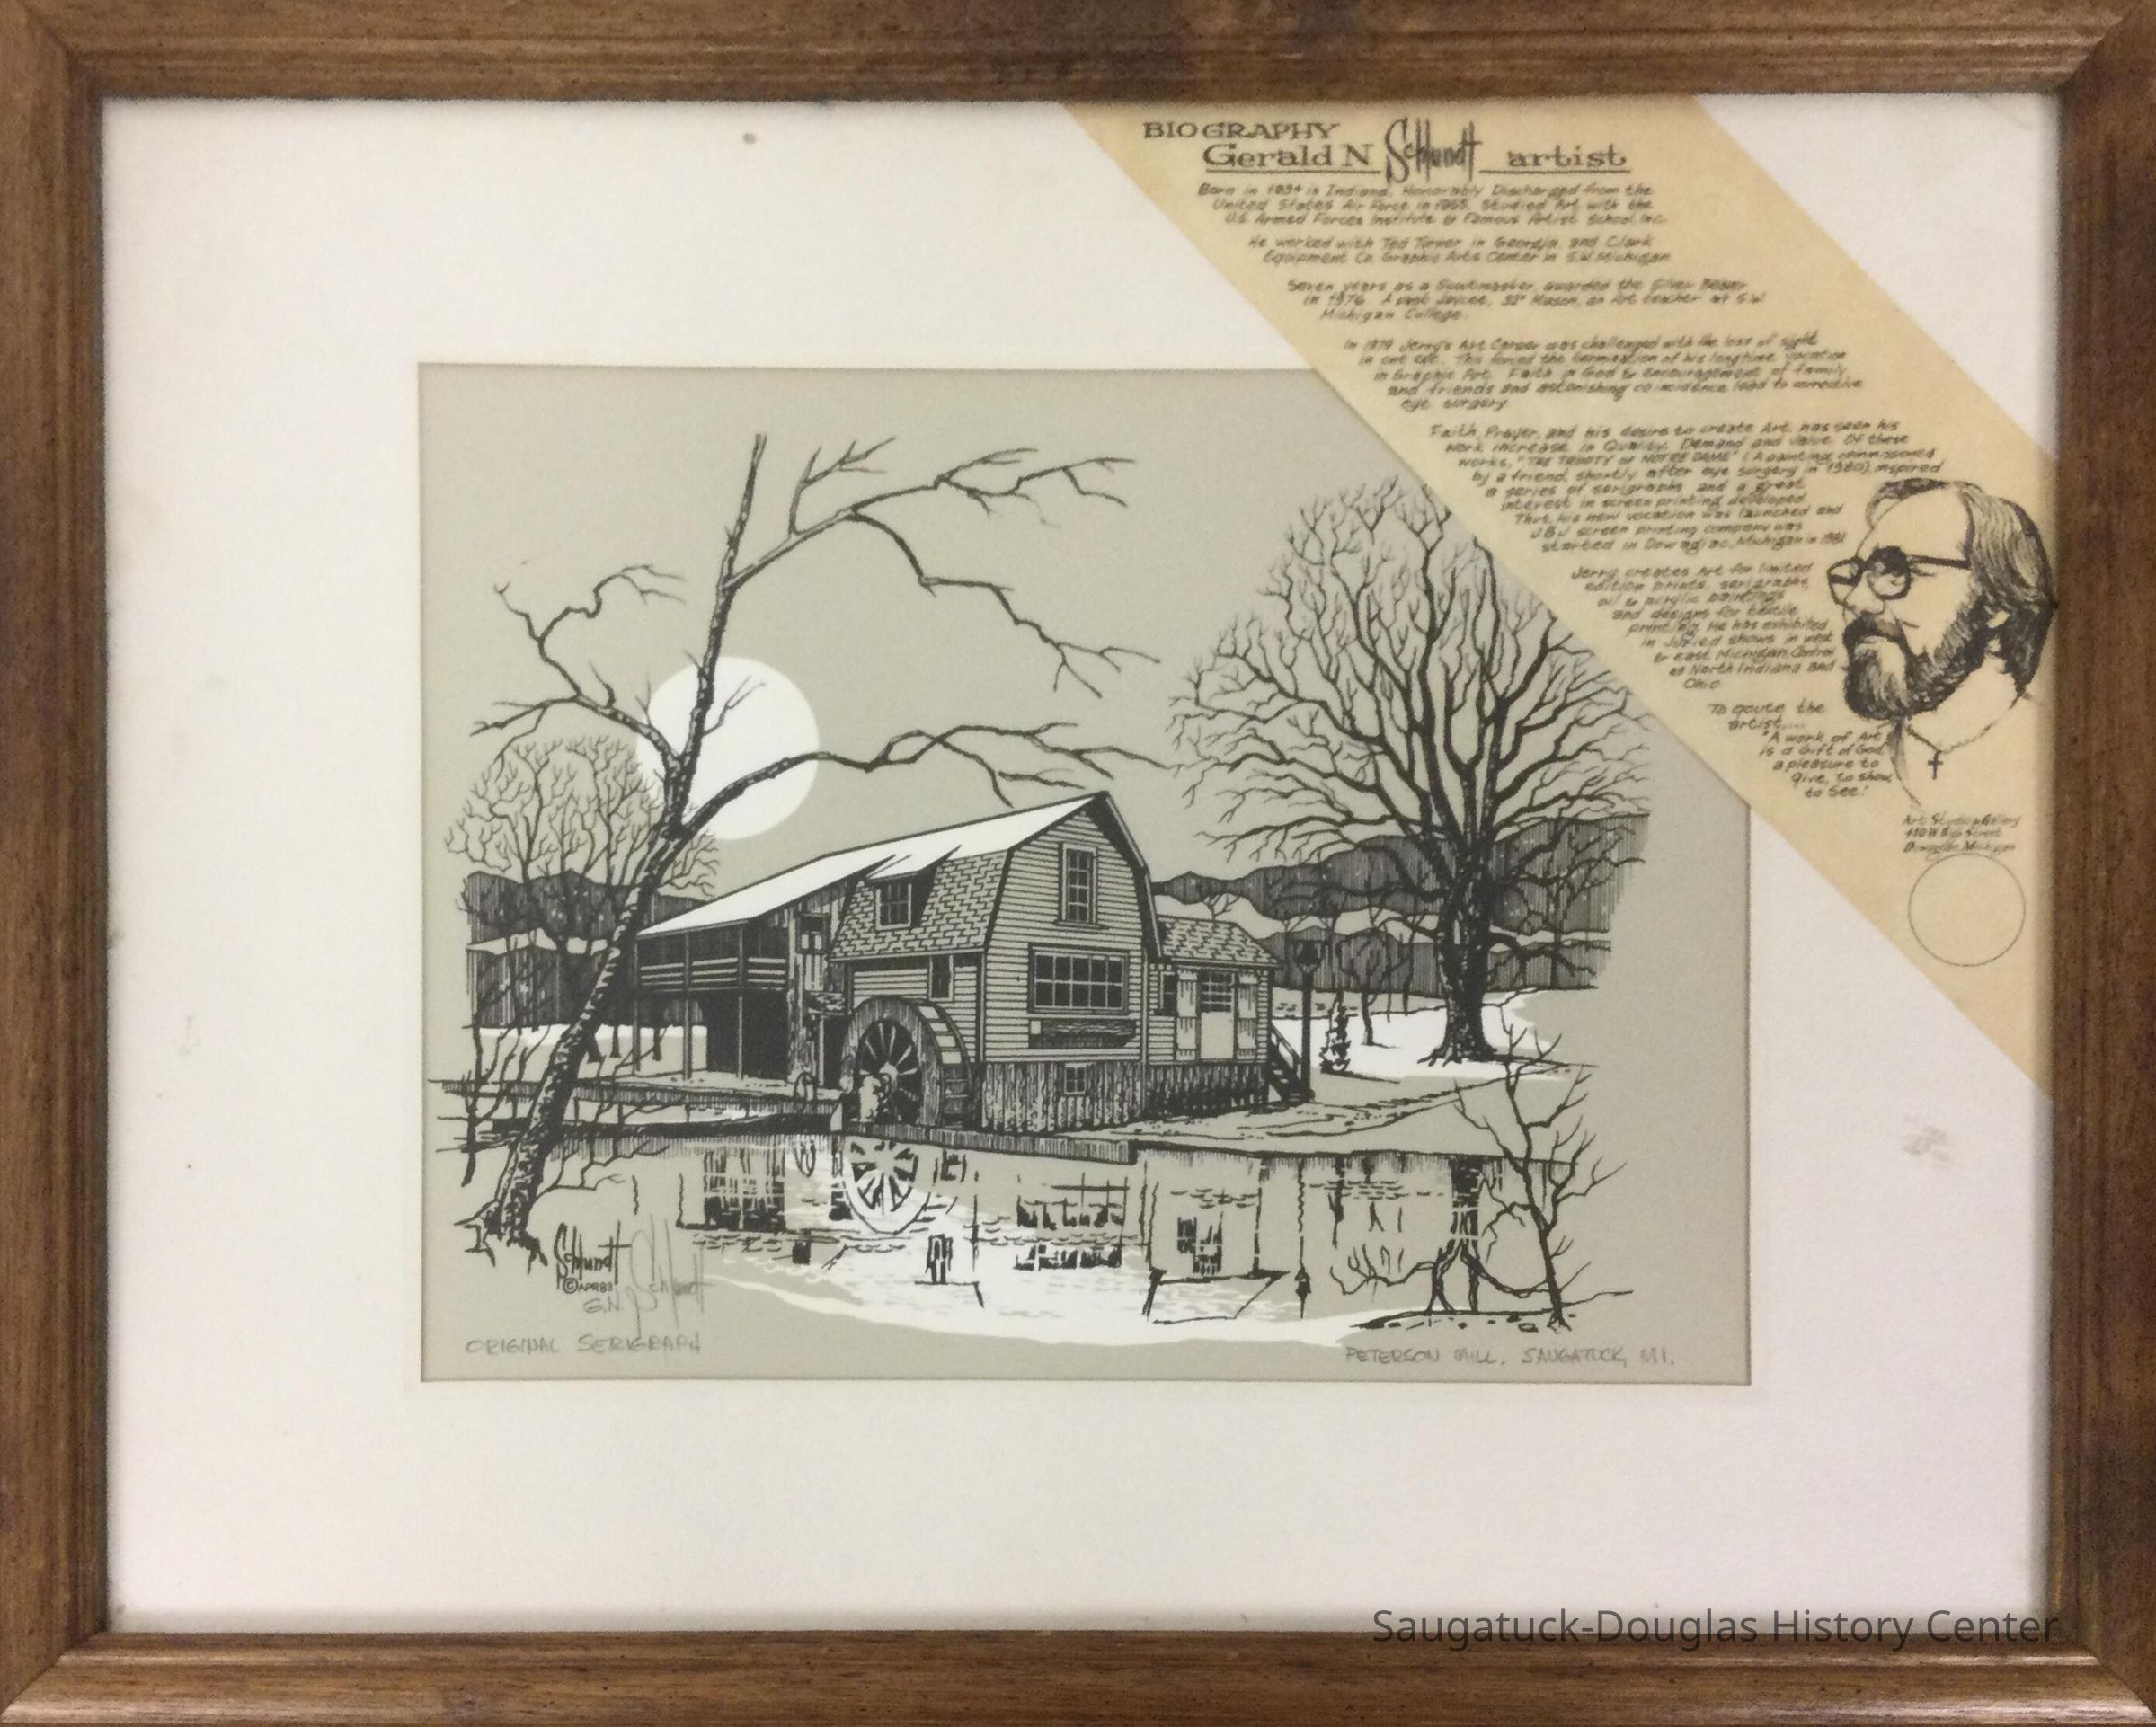 BIOGRAPHY
Gerald N Schlundt artist
Born in 1934 in Indiana, Honorably Discharged from the
United States Air Force in 1955, Studied Art with the
U.S. Armed Forces Institute & Famous Artist School Inc.
He worked with Ted Turner in Georgia, and Clark
Equipment Co. Graphic Arts Center in S.W. Michigan
Seven years as a Scoutmaster, awarded the Silver Beaver
in 1976. A past Jaycee, 32° Mason, an Art teacher at S.W.
Michigan College.
In 1979 Jerry's Art Career was challenged with the loss of sight
in one eye. This forced the termination of his longtime vocation
in Graphic Art. Faith in God & encouragement of family
and friends and astonishing coincidence lead to corrective
eye surgery
Faith, Prayer, and his desire to create Art, has seen his
work increase in Quality, Demand and Value. Of these
works, "THE TRINITY OF NOTRE DAME" (A painting commissioned
by a friend, shortly after eye surgery in 1980) inspired
a series of serigraphs and a great
interest in screen printing developed.
Thus, his new vocation was launched and
J&J screen printing company was
started in Dowagiac, Michigan in 1981
Jerry creates Art for limited
edition prints, serigraphs,
oil & acrylic paintings
and designs for textile
printing. He has exhibited
in Juried shows in west
& east Michigan, Central
& North Indiana and
Ohio
To qoute the
artist....
"A work of Art
is a Gift of God,
a pleasure to
give, to show,
to See."
Art Studio & Gallery
110 W. High Street
Dowagiac, Michigan
Schlundt
© APR 83
G.N. Schlundt
ORIGINAL SERIGRAPH
PETERSON MILL. SAUGATUCK, MI.
Saugatuck-Douglas History Center